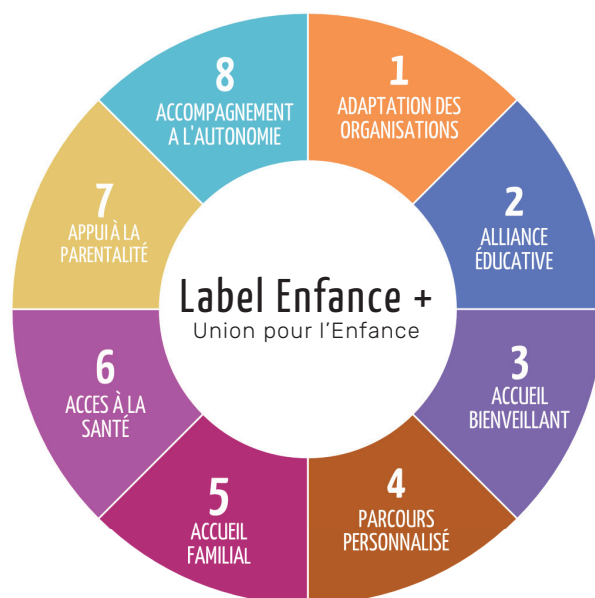 8
ACCOMPAGNEMENT
A L'AUTONOMIE
1
ADAPTATION DES
ORGANISATIONS
2
ALLIANCE
ÉDUCATIVE
3
ACCUEIL
BIENVEILLANT
4
PARCOURS
PERSONNALISÉ
5
ACCUEIL
FAMILIAL
6
ACCES À LA
SANTÉ
7
APPUI À LA
PARENTALITÉ
Label Enfance +
Union pour l'Enfance